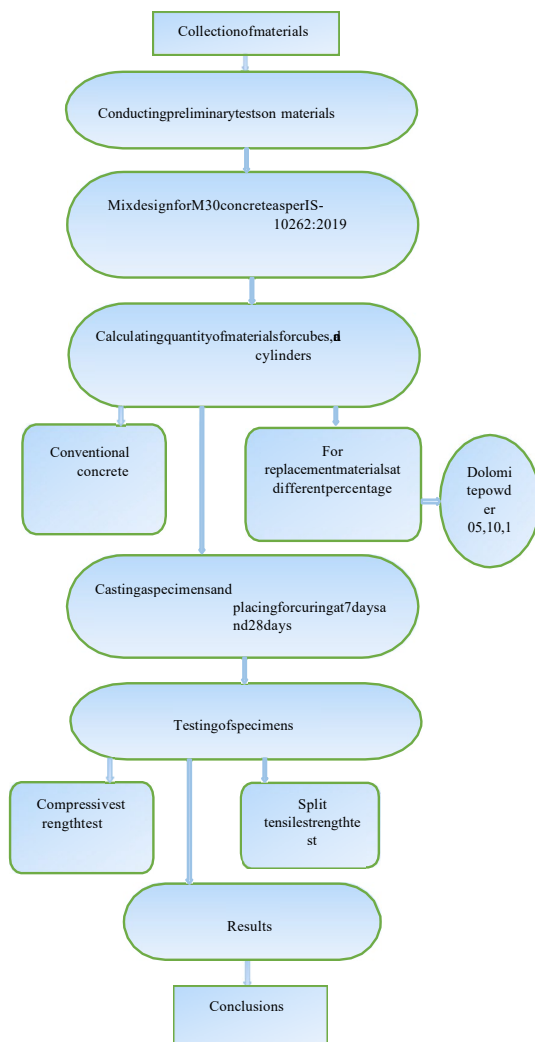 Collectionofmaterials
Conductingpreliminarytestson materials
MixdesignforM30concreteasperIS-
10262:2019
Calculatingquantityofmaterialsforcubes,
cylinders
Conventional
concrete
For
replacementmaterialsat
differentpercentage
Dolomi
tepowd
er
05,10,1
Castingaspecimensand
placingforcuringat7daysa
nd28days
Testingofspecimens
Compressivest
rengthtest
Split
tensilestrengthte
st
Results
Conclusions